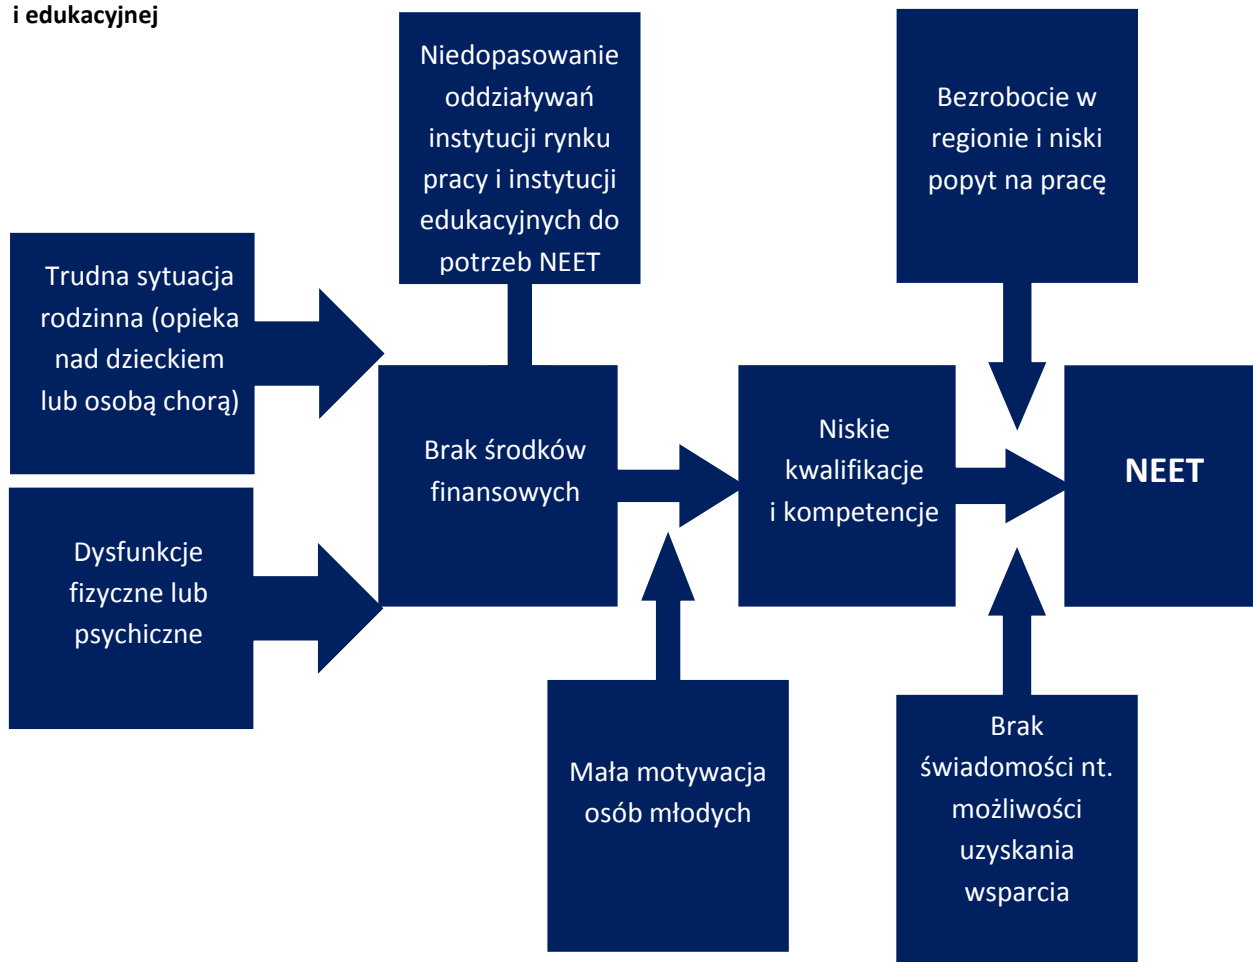 i edukacyjnej
Niedopasowanie
oddziaływań
instytucji rynku
pracy i instytucji
edukacyjnych do
potrzeb NEET
Bezrobocie w
regionie i niski
popyt na pracę
Trudna sytuacja
rodzinna (opieka
nad dzieckiem
lub osobą chorą)
Brak środków
finansowych
Niskie
kwalifikacje
i kompetencje
NEET
Dysfunkcje
fizyczne lub
psychiczne
Mała motywacja
osób młodych
Brak
świadomości nt.
możliwości
uzyskania
wsparcia